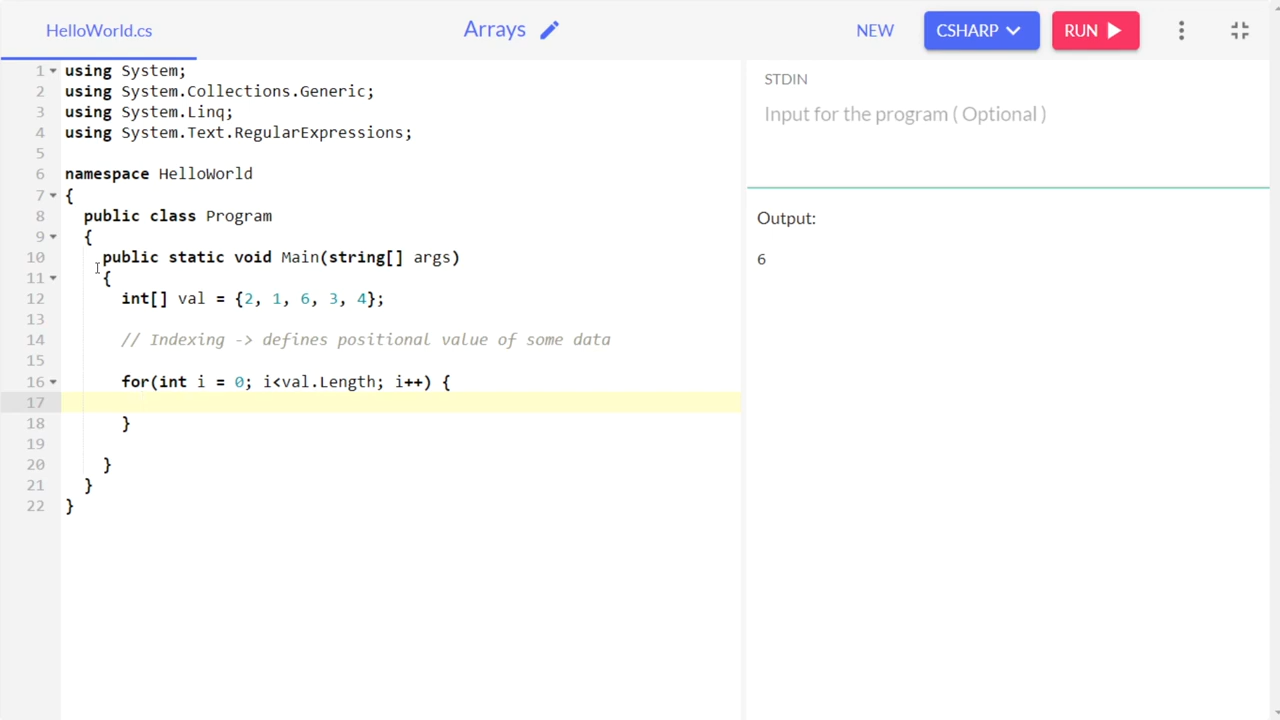 HelloWorld.cs
Arrays
NEW
CSHARP
RUN
1 using System;
2 using System.Collections.Generic;
3 using System.Linq;
4 using System.Text.RegularExpressions;
5
6 namespace HelloWorld
7 {
8 public class Program
9 {
10 public static void Main(string[] args)
11 {
12 int[] val = {2, 1, 6, 3, 4};
13
14 // Indexing -> defines positional value of some data
15
16 for(int i = 0; i<val.Length; i++) {
17
18 }
19
20 }
21 }
22 }
STDIN
Input for the program ( Optional )
Output:
6